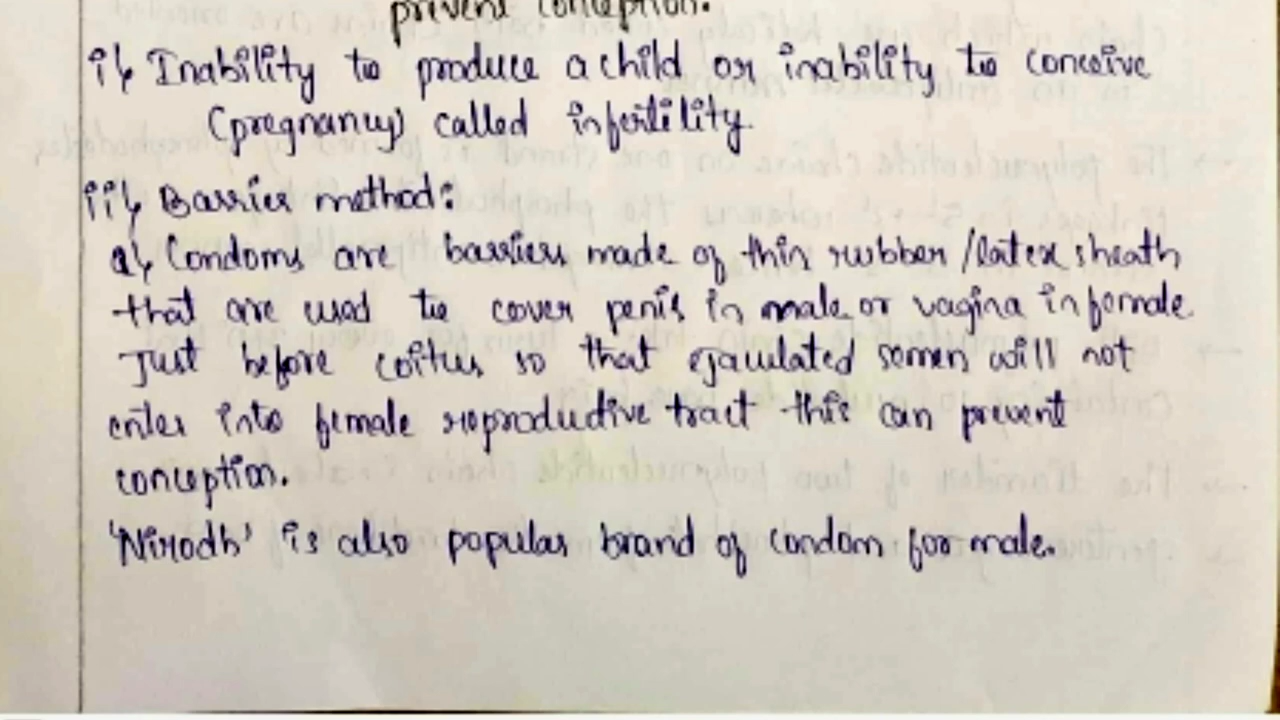 prevent conception.
i) Inability to produce a child or inability to conceive
(pregnancy) called infertility.
ii) Barrier method:
a) Condoms are barriers made of thin rubber/latex sheath
that are used to cover penis in male or vagina in female
Just before coitus so that ejaculated semen will not
enter into female reproductive tract this can prevent
conception.
'Nirodh' is also popular brand of condom for male.